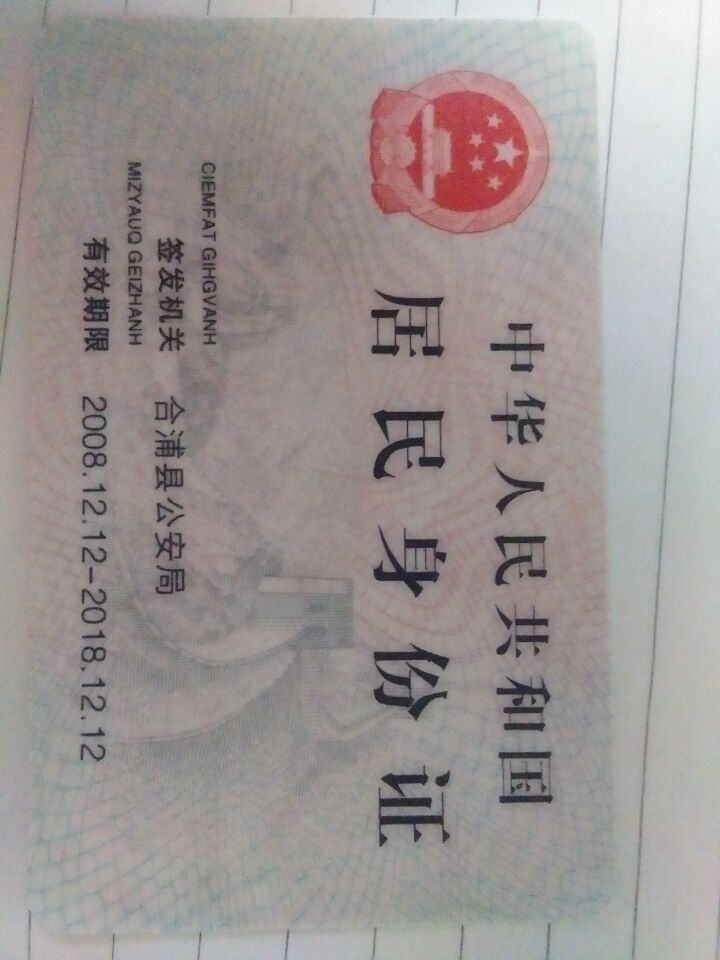 中华人民共和国
居民身份证
CIEMFAT GIHGVANH
签发机关 合浦县公安局
MIZYAUQ GEIZHANH
有效期限 2008.12.12-2018.12.12